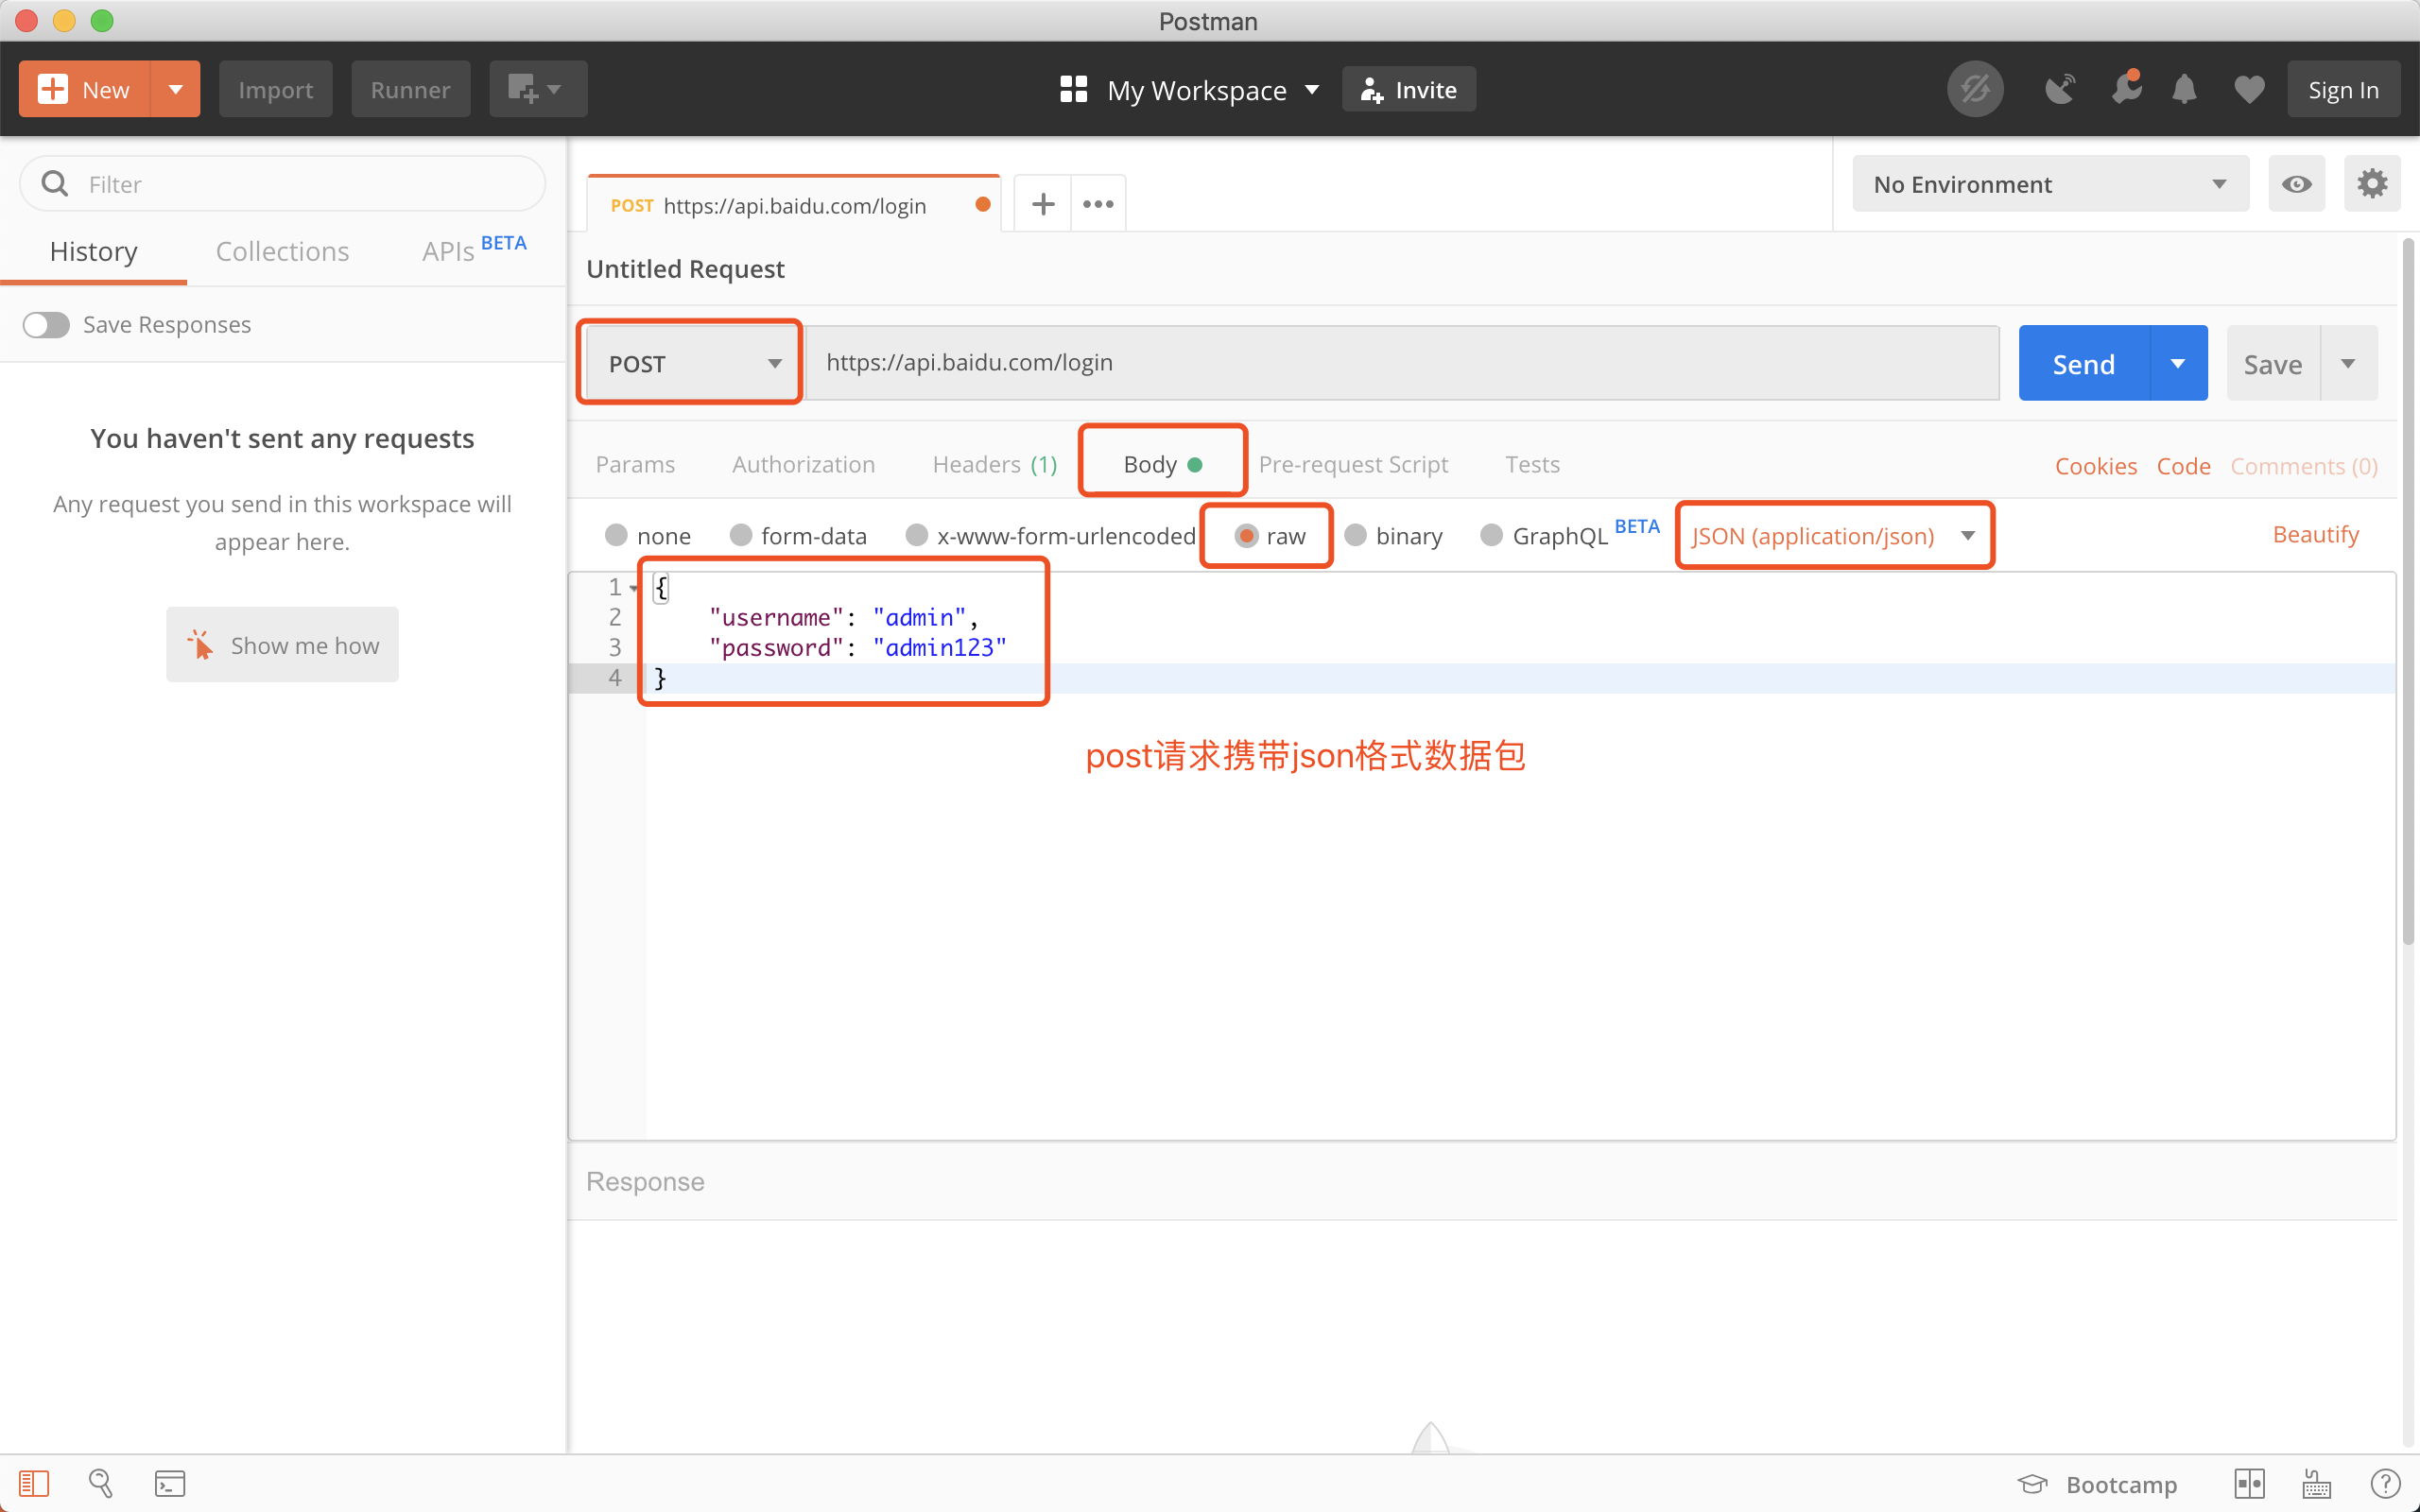 Postman
New
Import
Runner
My Workspace
Invite
Sign In
Filter
History
Collections
APIs BETA
Save Responses
You haven't sent any requests
Any request you send in this workspace will
appear here.
Show me how
POST https://api.baidu.com/login
No Environment
Untitled Request
POST
https://api.baidu.com/login
Send
Save
Params
Authorization
Headers (1)
Body
Pre-request Script
Tests
Cookies
Code
Comments (0)
none
form-data
x-www-form-urlencoded
raw
binary
GraphQL BETA
JSON (application/json)
Beautify
1 {
2 "username": "admin",
3 "password": "admin123"
4 }
post请求携带json格式数据包
Response
Bootcamp